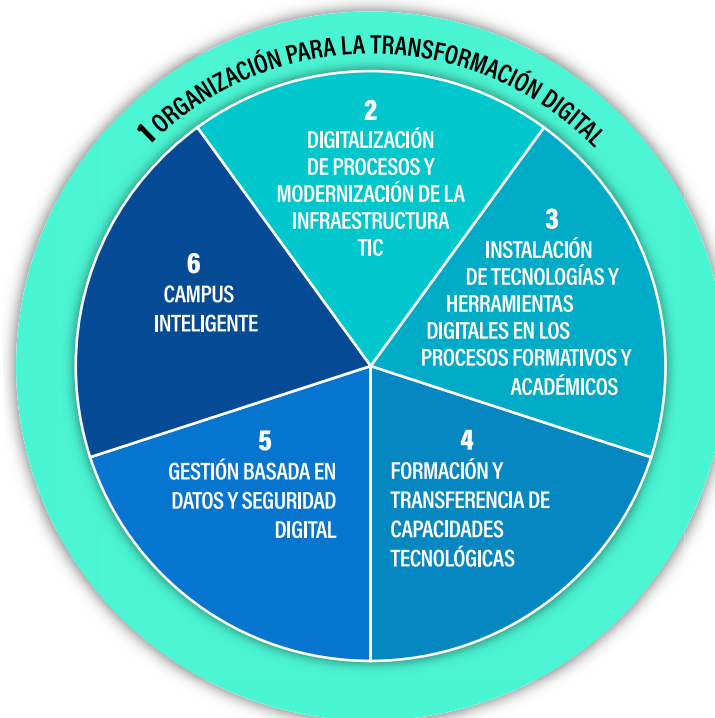 1 ORGANIZACIÓN PARA LA TRANSFORMACIÓN DIGITAL
2
DIGITALIZACIÓN
DE PROCESOS Y
MODERNIZACIÓN DE LA
INFRAESTRUCTURA
TIC
3
INSTALACIÓN
DE TECNOLOGÍAS Y
HERRAMIENTAS
DIGITALES EN LOS
PROCESOS FORMATIVOS Y
ACADÉMICOS
4
FORMACIÓN Y
TRANSFERENCIA DE
CAPACIDADES
TECNOLÓGICAS
5
GESTIÓN BASADA EN
DATOS Y SEGURIDAD
DIGITAL
6
CAMPUS
INTELIGENTE